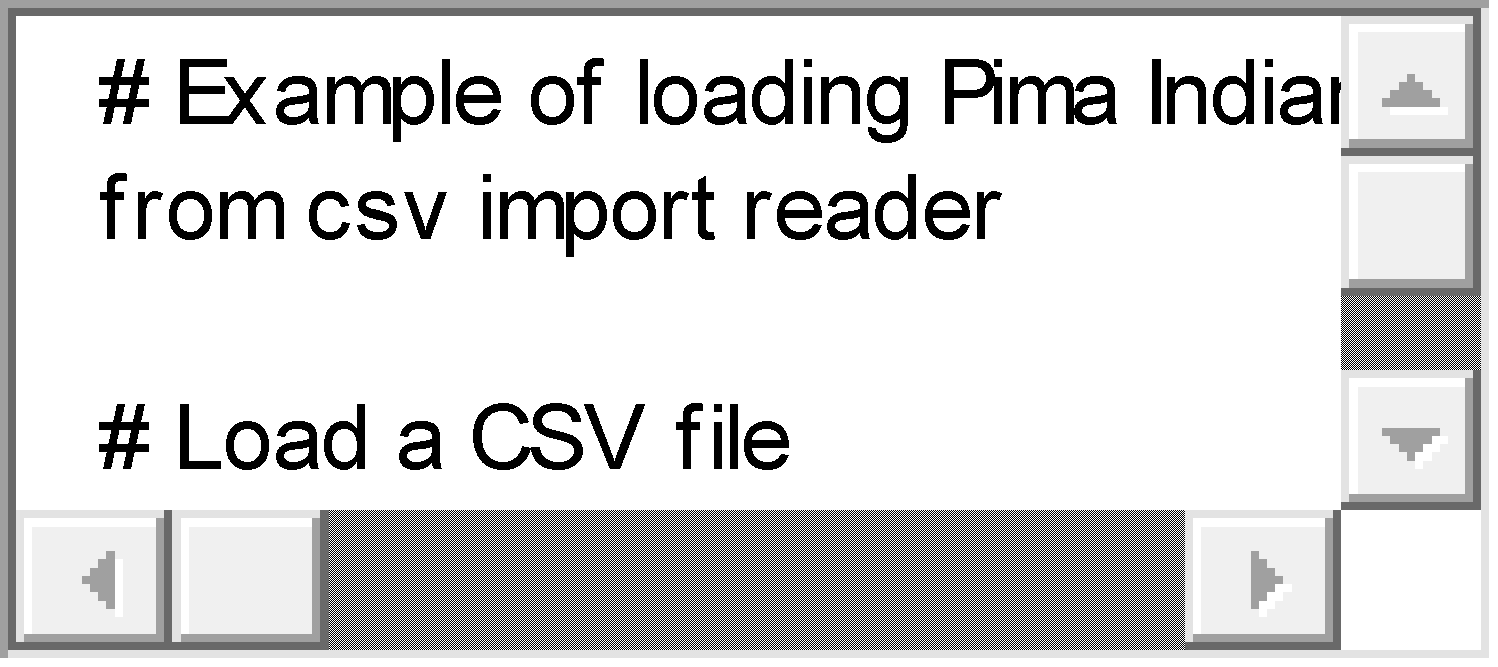 # Example of loading Pima Indian
from csv import reader

# Load a CSV file